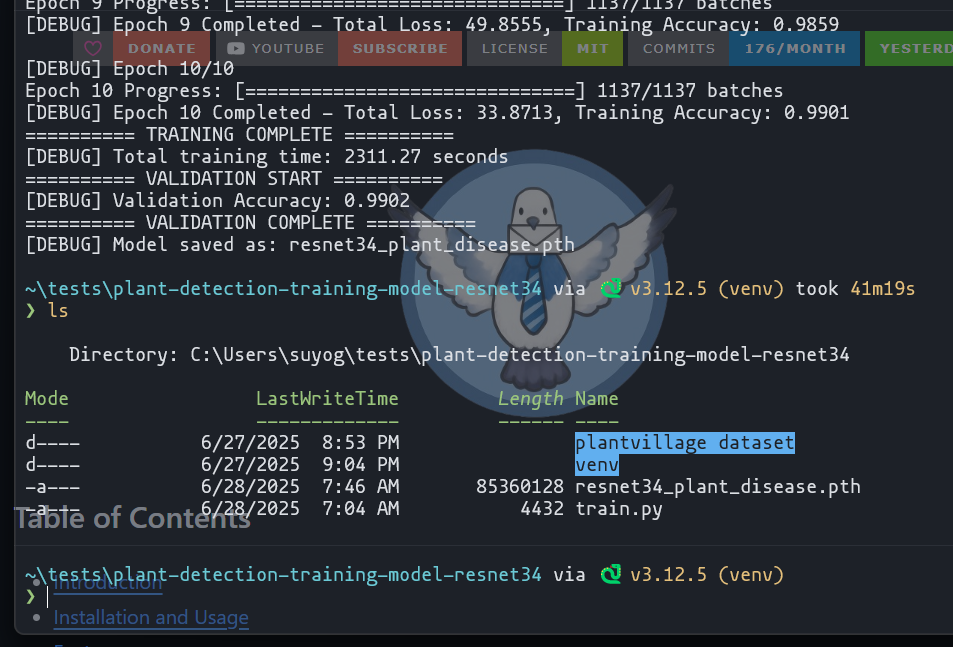 Epoch 9 Progress: [==============================] 1137/1137 batches
[DEBUG] Epoch 9 Completed – Total Loss: 49.8555, Training Accuracy: 0.9859
DONATE YOUTUBE SUBSCRIBE LICENSE MIT COMMITS 176/MONTH YESTERD
[DEBUG] Epoch 10/10
Epoch 10 Progress: [==============================] 1137/1137 batches
[DEBUG] Epoch 10 Completed – Total Loss: 33.8713, Training Accuracy: 0.9901
========== TRAINING COMPLETE ==========
[DEBUG] Total training time: 2311.27 seconds
========== VALIDATION START ==========
[DEBUG] Validation Accuracy: 0.9902
========== VALIDATION COMPLETE ==========
[DEBUG] Model saved as: resnet34_plant_disease.pth
~\tests\plant-detection-training-model-resnet34 via v3.12.5 (venv) took 41m19s
❯ ls
Directory: C:\Users\suyog\tests\plant-detection-training-model-resnet34
Mode LastWriteTime Length Name
---- ------------- ------ ----
d---- 6/27/2025 8:53 PM plantvillage dataset
d---- 6/27/2025 9:04 PM venv
-a--- 6/28/2025 7:46 AM 85360128 resnet34_plant_disease.pth
-a--- 6/28/2025 7:04 AM 4432 train.py
Table of Contents
~\tests\plant-detection-training-model-resnet34 via v3.12.5 (venv)
Introduction
❯
Installation and Usage